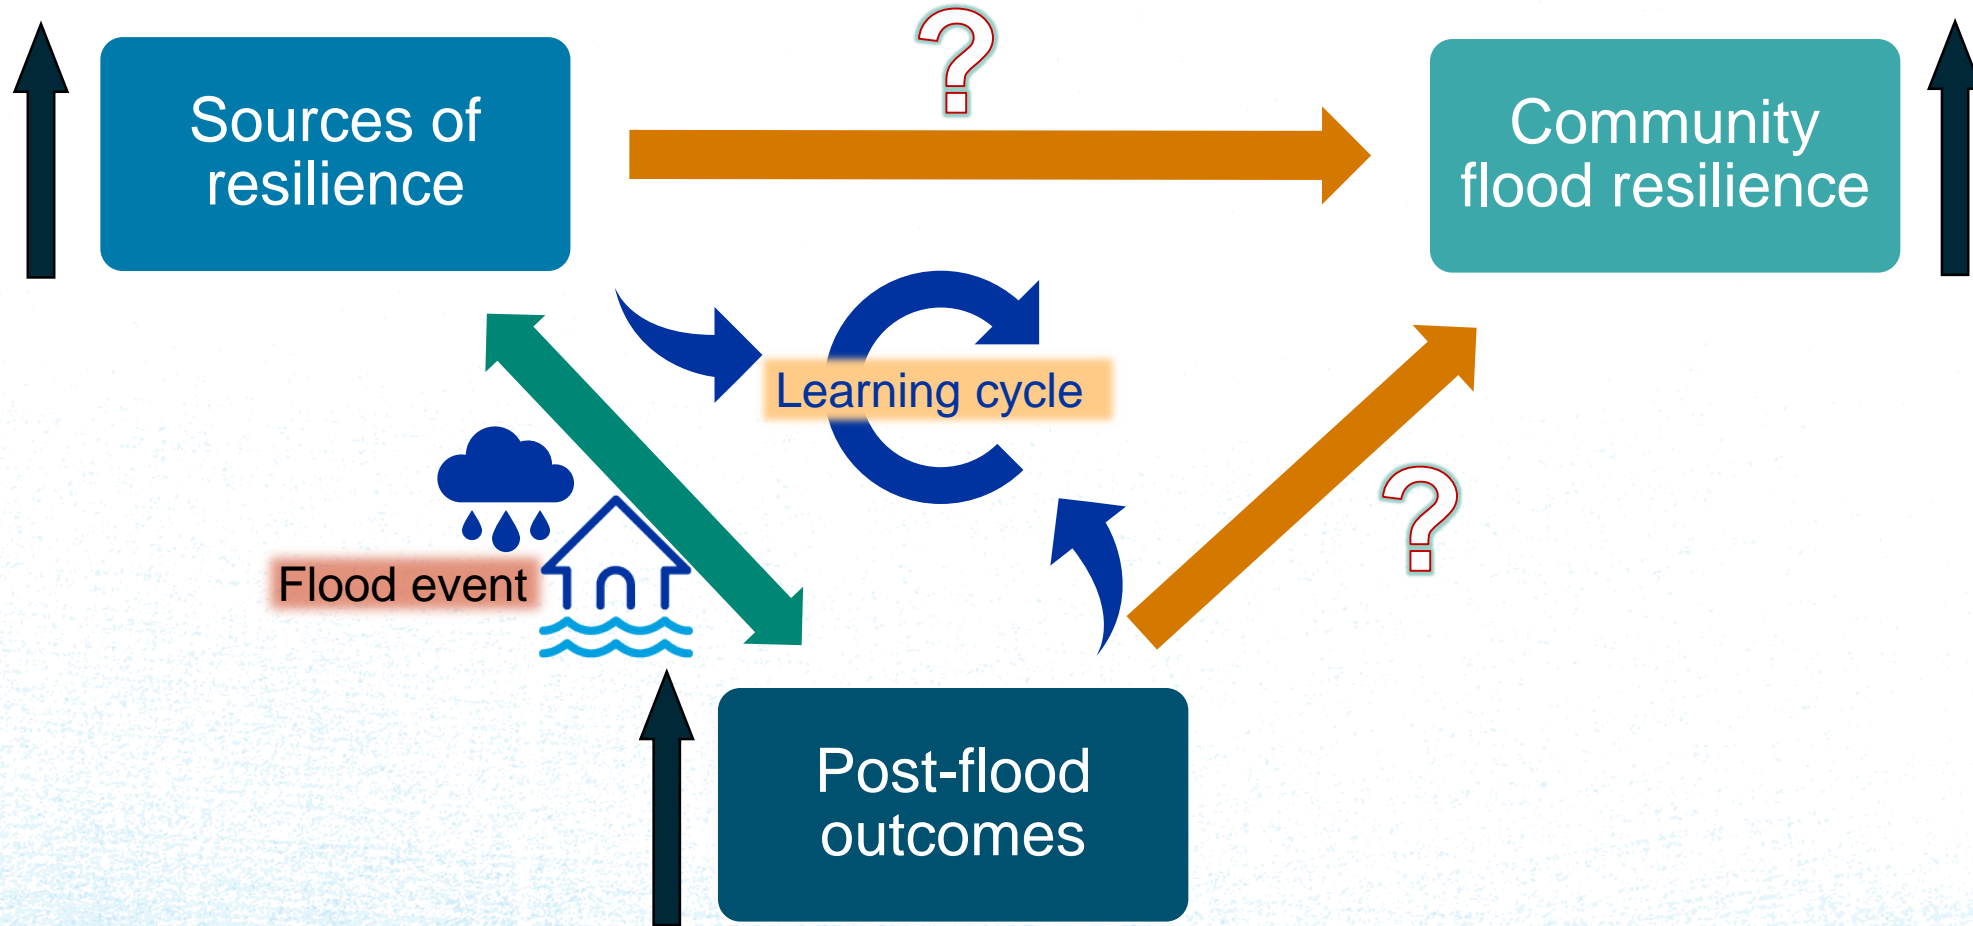 ?
Sources of
resilience
Community
flood resilience
Learning cycle
?
Flood event
Post-flood
outcomes